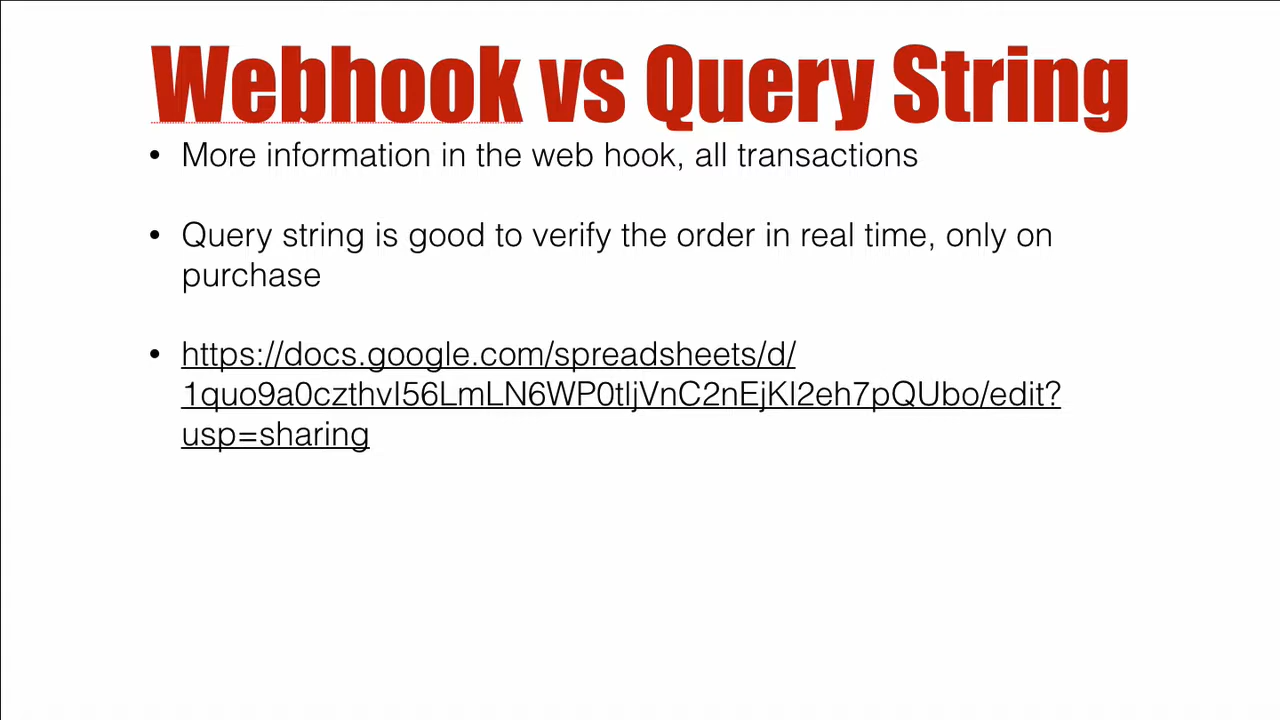 Webhook vs Query String
• More information in the web hook, all transactions
• Query string is good to verify the order in real time, only on
purchase
• https://docs.google.com/spreadsheets/d/
1quo9a0czthvI56LmLN6WP0tIjVnC2nEjKI2eh7pQUbo/edit?
usp=sharing